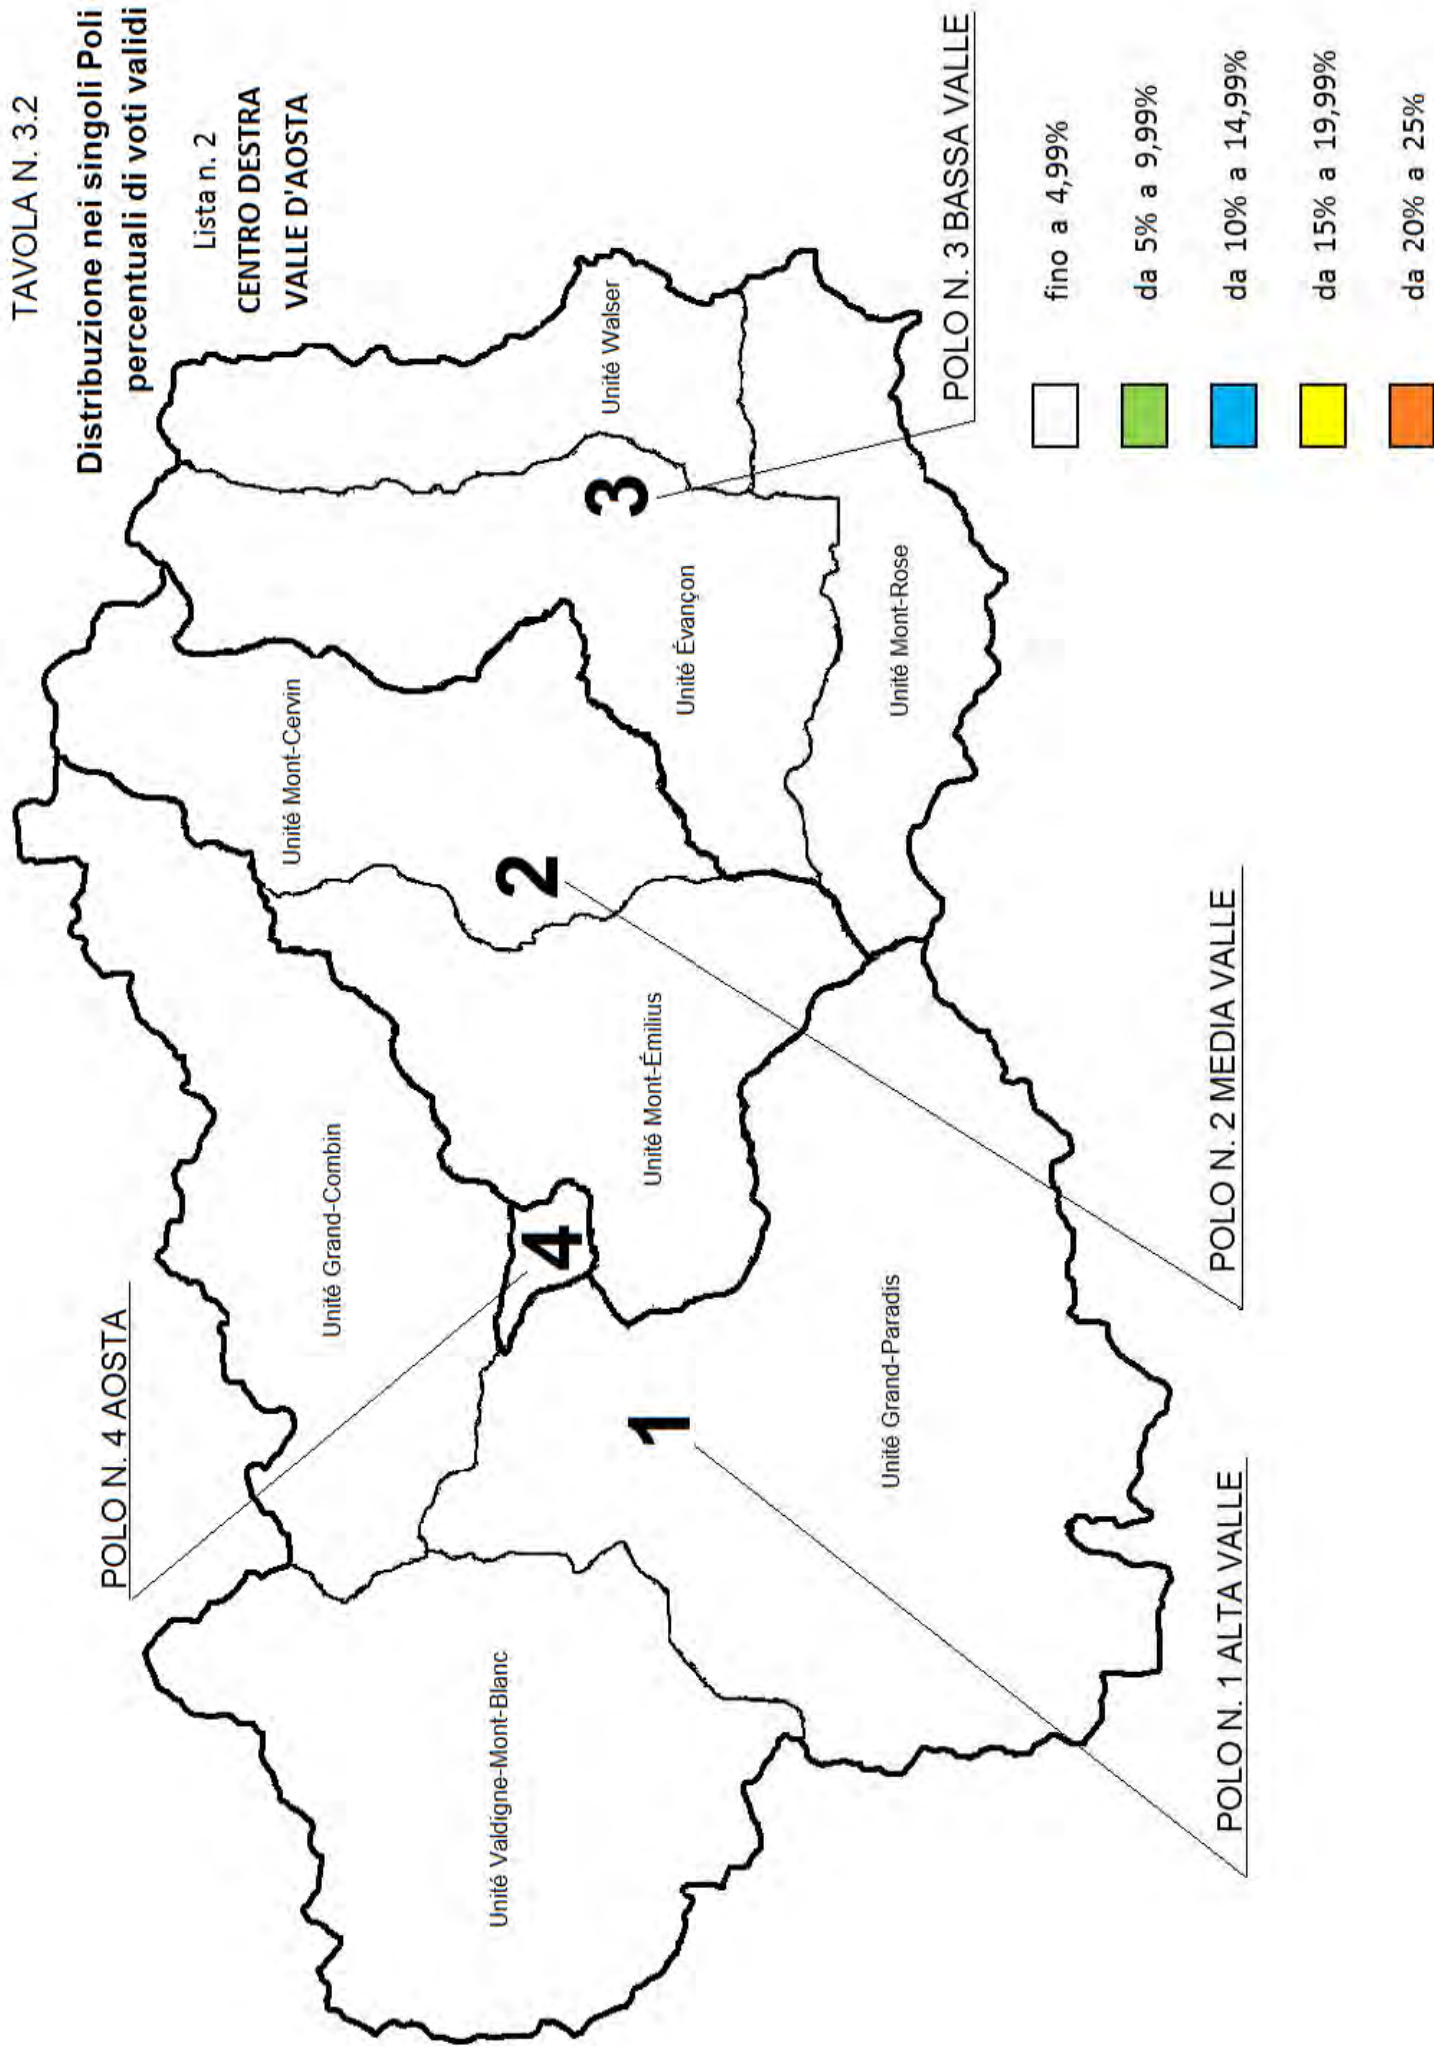 TAVOLA N. 3.2
Distribuzione nei singoli Poli
percentuali di voti validi
Lista n. 2
CENTRO DESTRA
VALLE D'AOSTA
POLO N. 4 AOSTA
Unité Valdigne-Mont-Blanc
Unité Grand-Combin
Unité Mont-Cervin
Unité Walser
4
2
3
1
Unité Mont-Émilius
Unité Évançon
Unité Grand-Paradis
Unité Mont-Rose
POLO N. 3 BASSA VALLE
POLO N. 1 ALTA VALLE
POLO N. 2 MEDIA VALLE
fino a 4,99%
da 5% a 9,99%
da 10% a 14,99%
da 15% a 19,99%
da 20% a 25%